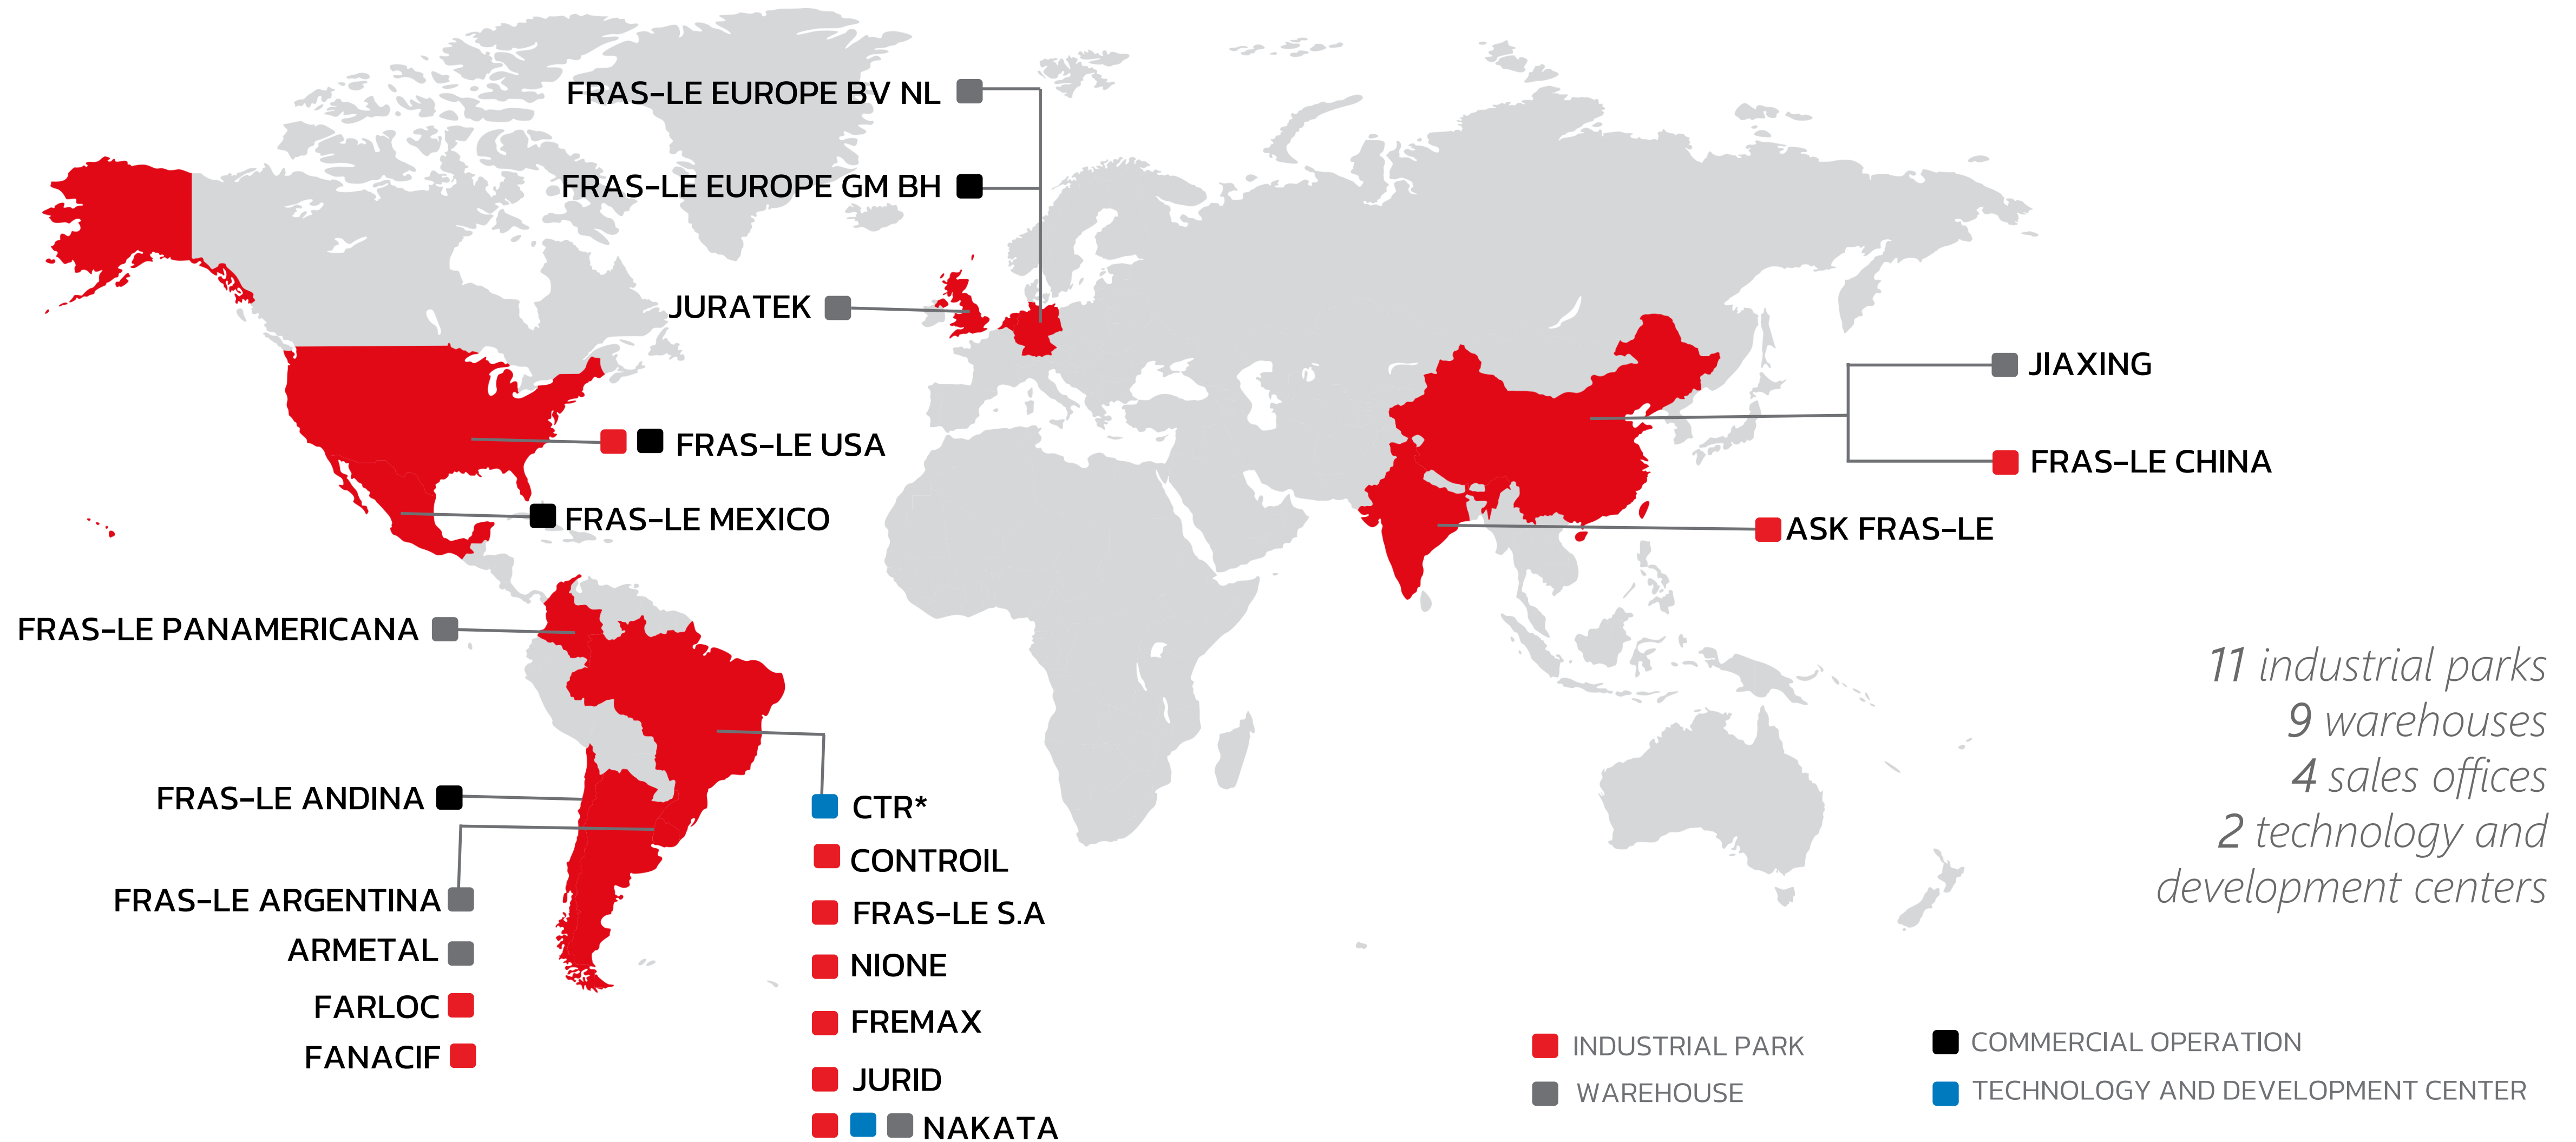 FRAS-LE EUROPE BV NL
FRAS-LE EUROPE GM BH
JURATEK
JIAXING
FRAS-LE USA
FRAS-LE CHINA
FRAS-LE MEXICO
ASK FRAS-LE
FRAS-LE PANAMERICANA
11 industrial parks
9 warehouses
4 sales offices
2 technology and
development centers
FRAS-LE ANDINA
FRAS-LE ARGENTINA
ARMETAL
FARLOC
FANACIF
CTR*
CONTROIL
FRAS-LE S.A
NIONE
FREMAX
JURID
NAKATA
INDUSTRIAL PARK
WAREHOUSE
COMMERCIAL OPERATION
TECHNOLOGY AND DEVELOPMENT CENTER